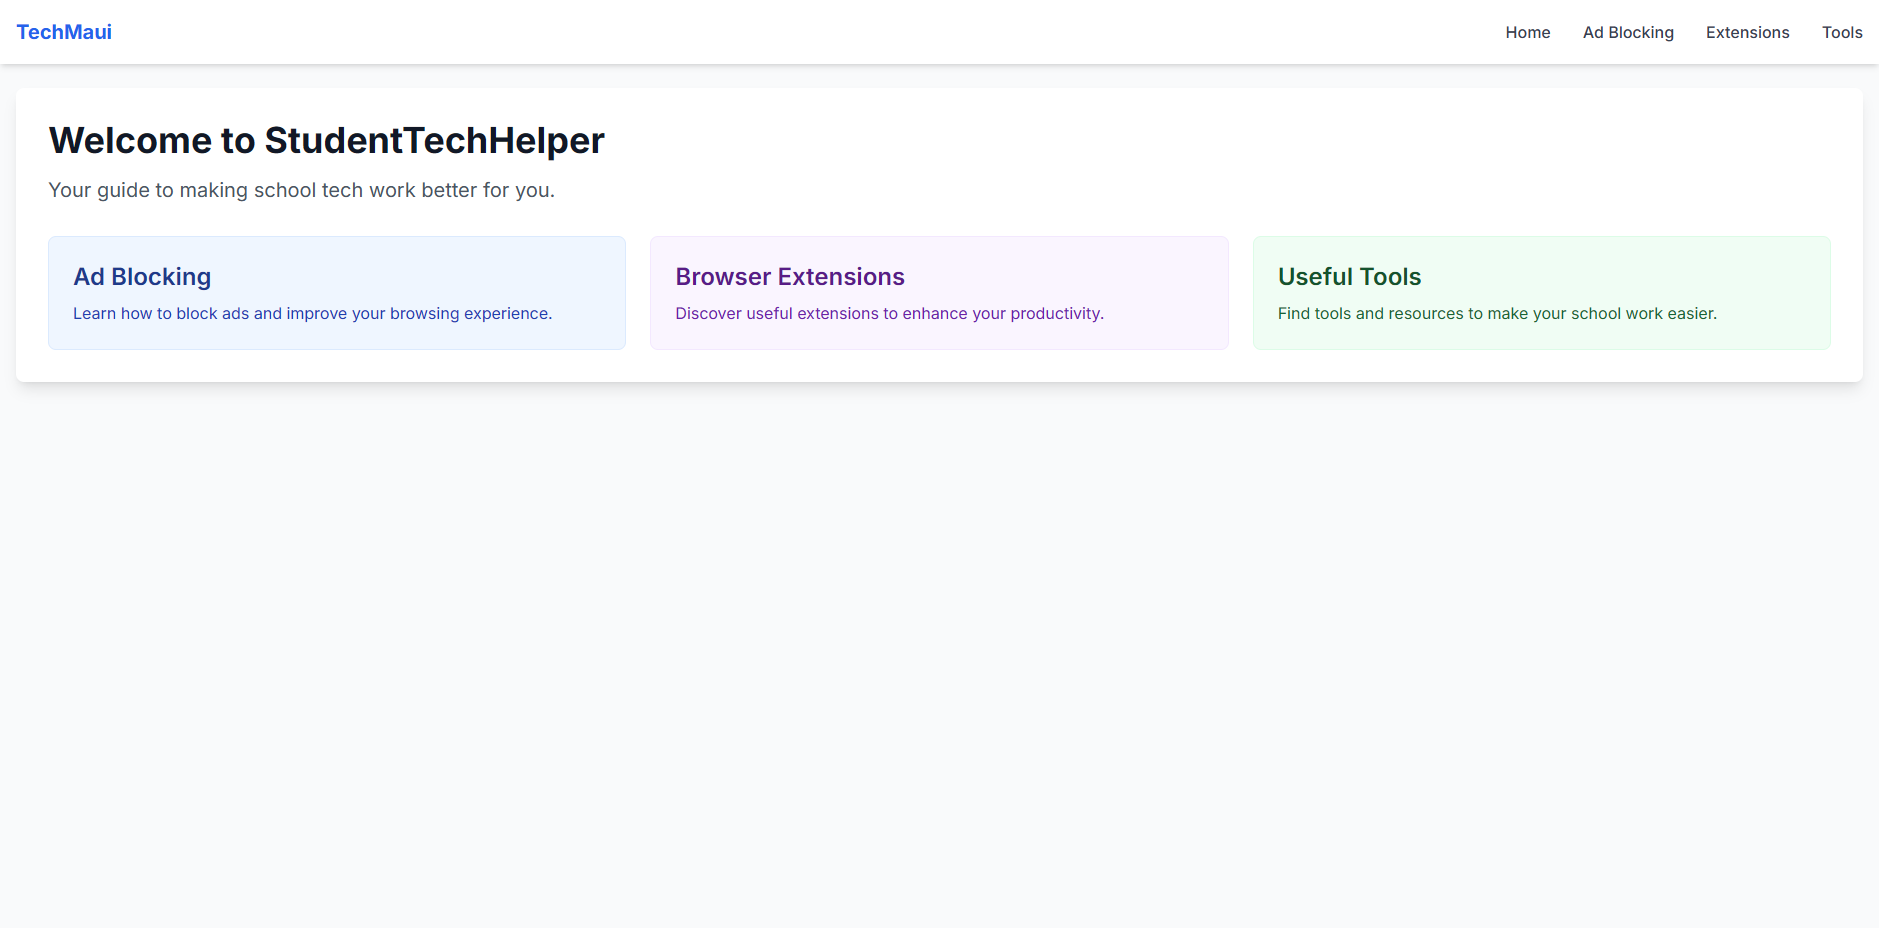 TechMaui
Home
Ad Blocking
Extensions
Tools
Welcome to StudentTechHelper
Your guide to making school tech work better for you.
Ad Blocking
Learn how to block ads and improve your browsing experience.
Browser Extensions
Discover useful extensions to enhance your productivity.
Useful Tools
Find tools and resources to make your school work easier.